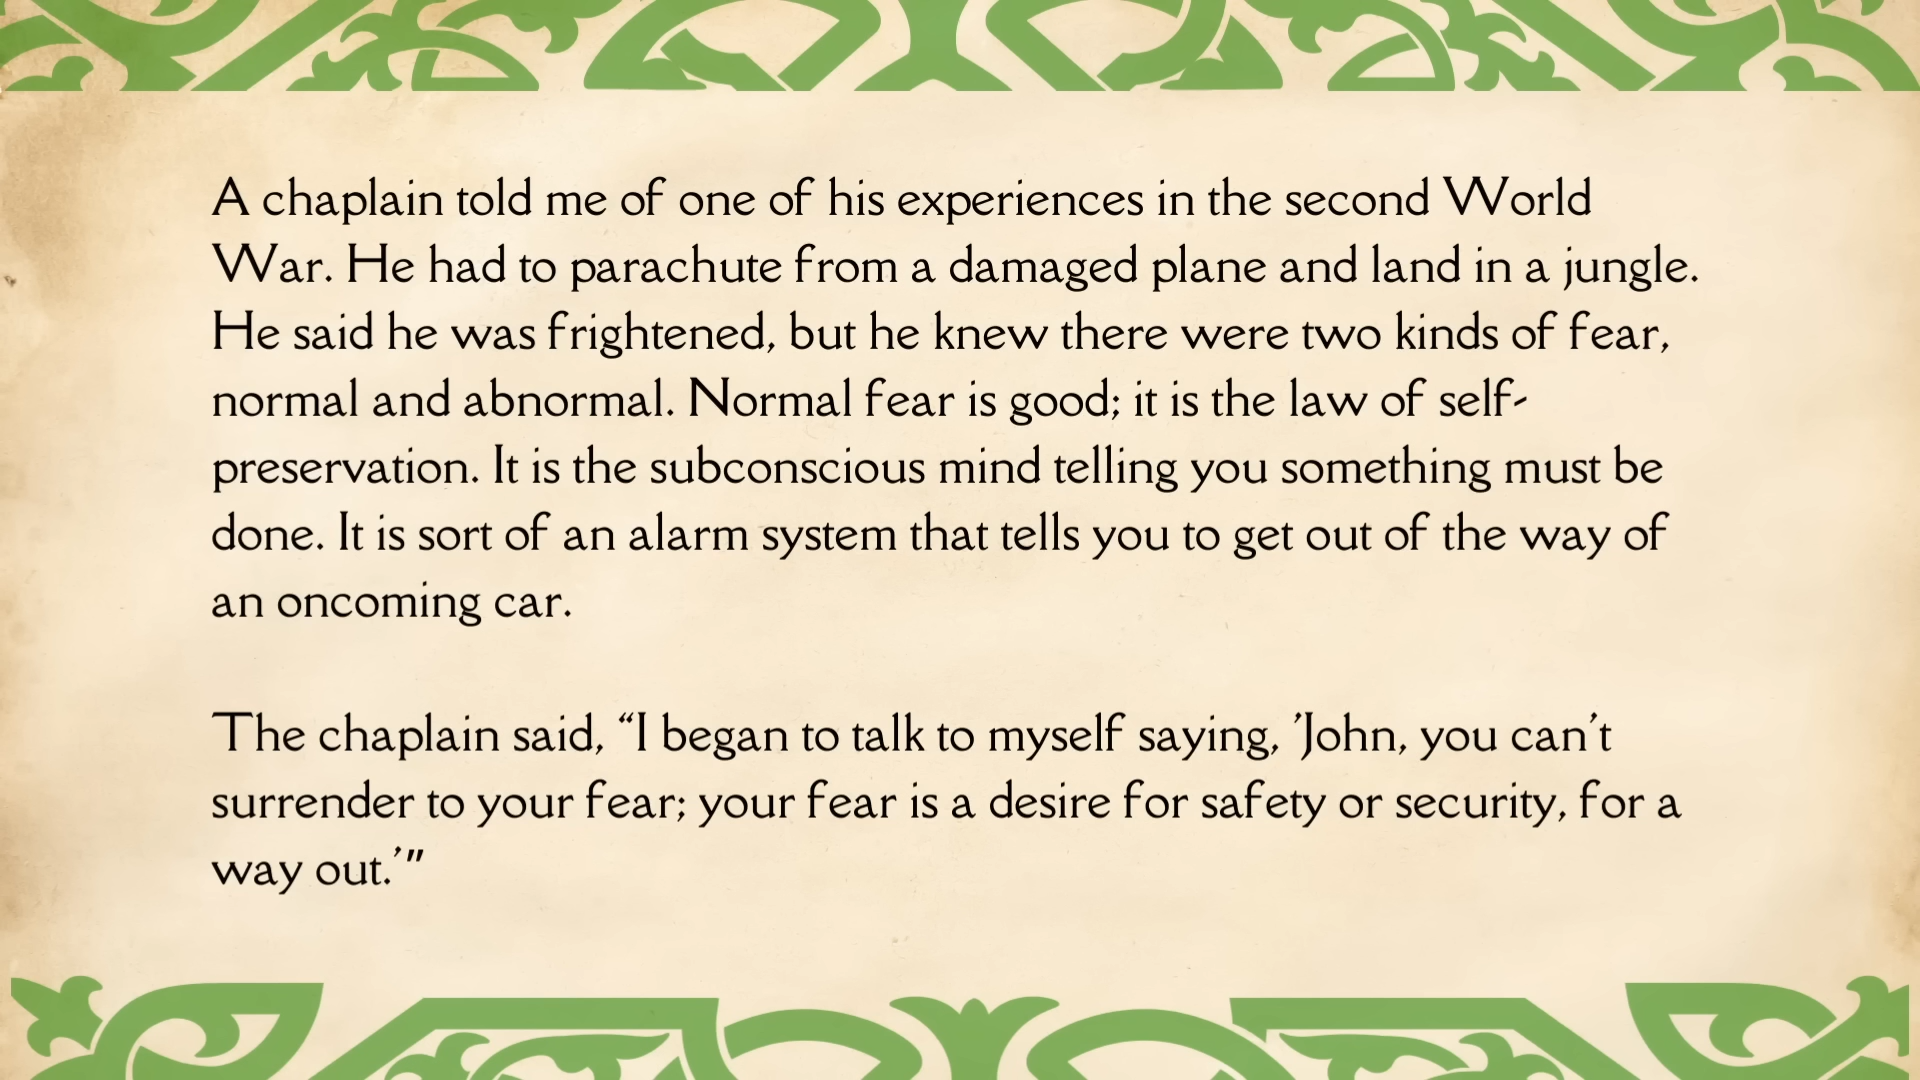 A chaplain told me of one of his experiences in the second World
War. He had to parachute from a damaged plane and land in a jungle.
He said he was frightened, but he knew there were two kinds of fear,
normal and abnormal. Normal fear is good; it is the law of self-
preservation. It is the subconscious mind telling you something must be
done. It is sort of an alarm system that tells you to get out of the way of
an oncoming car.
The chaplain said, “I began to talk to myself saying, ’John, you can’t
surrender to your fear; your fear is a desire for safety or security, for a
way out.’"